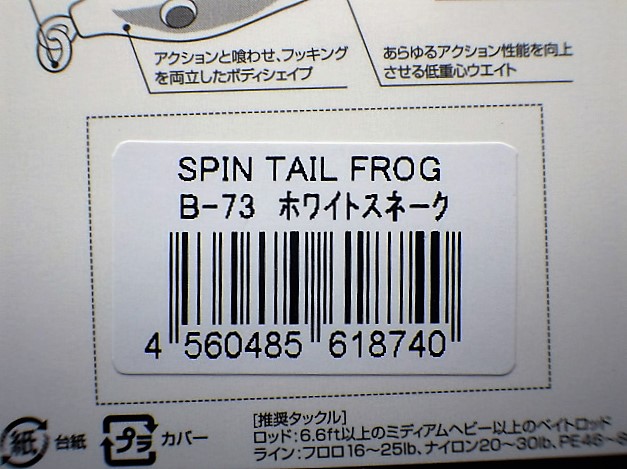 アクションと喰わせ、フッキング
を両立したボディシェイプ
あらゆるアクション性能を向上
させる低重心ウエイト
SPIN TAIL FROG
B-73 ホワイトスネーク
4 560485 618740
紙 台紙 プラ カバー
[推奨タックル]
ロッド:6.6ft以上のミディアムヘビー以上のベイトロッド
ライン:フロロ16～25lb、ナイロン20～30lb、PE46～